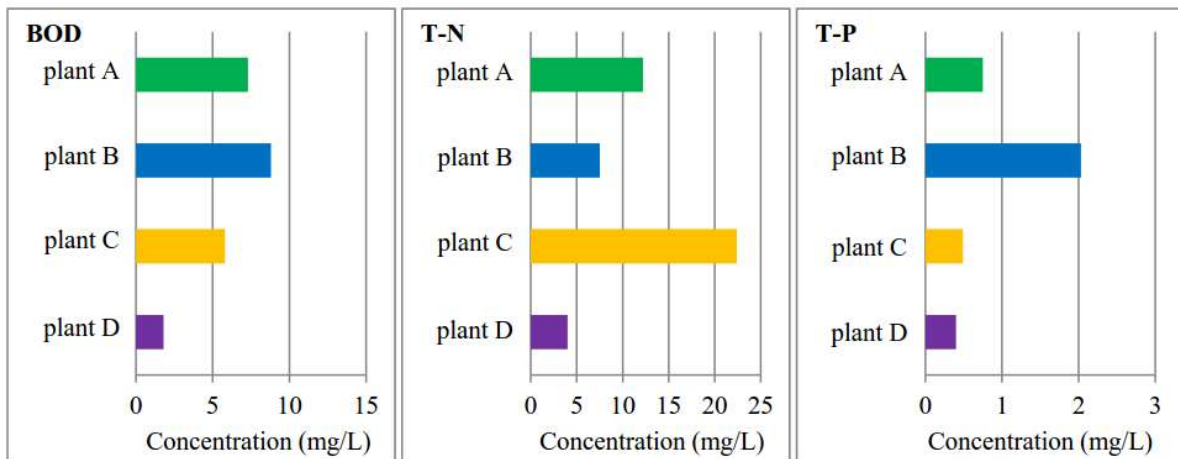 BOD
plant A
plant B
plant C
plant D
0 5 10 15
Concentration (mg/L)
T-N
plant A
plant B
plant C
plant D
0 5 10 15 20 25
Concentration (mg/L)
T-P
plant A
plant B
plant C
plant D
0 1 2 3
Concentration (mg/L)